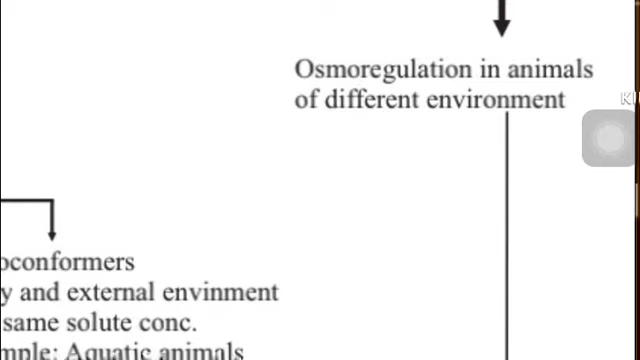 Osmoregulation in animals
of different environment
oconformers
y and external envinment
same solute conc.
mple: Aquatic animals